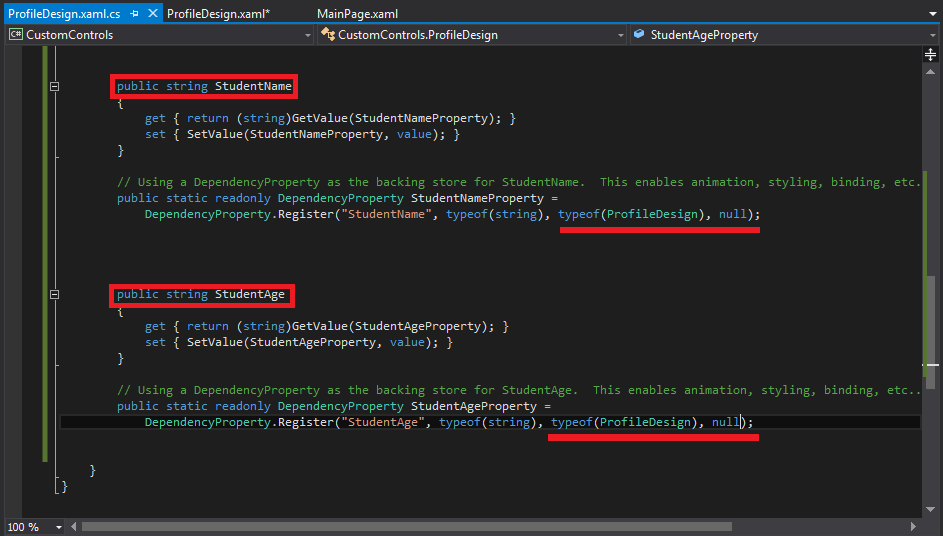 ProfileDesign.xaml.cs ProfileDesign.xaml* MainPage.xaml
C# CustomControls CustomControls.ProfileDesign StudentAgeProperty
public string StudentName
{
get { return (string)GetValue(StudentNameProperty); }
set { SetValue(StudentNameProperty, value); }
}
// Using a DependencyProperty as the backing store for StudentName.  This enables animation, styling, binding, etc.
public static readonly DependencyProperty StudentNameProperty =
DependencyProperty.Register("StudentName", typeof(string), typeof(ProfileDesign), null);
public string StudentAge
{
get { return (string)GetValue(StudentAgeProperty); }
set { SetValue(StudentAgeProperty, value); }
}
// Using a DependencyProperty as the backing store for StudentAge.  This enables animation, styling, binding, etc..
public static readonly DependencyProperty StudentAgeProperty =
DependencyProperty.Register("StudentAge", typeof(string), typeof(ProfileDesign), null);
}
}
100 %